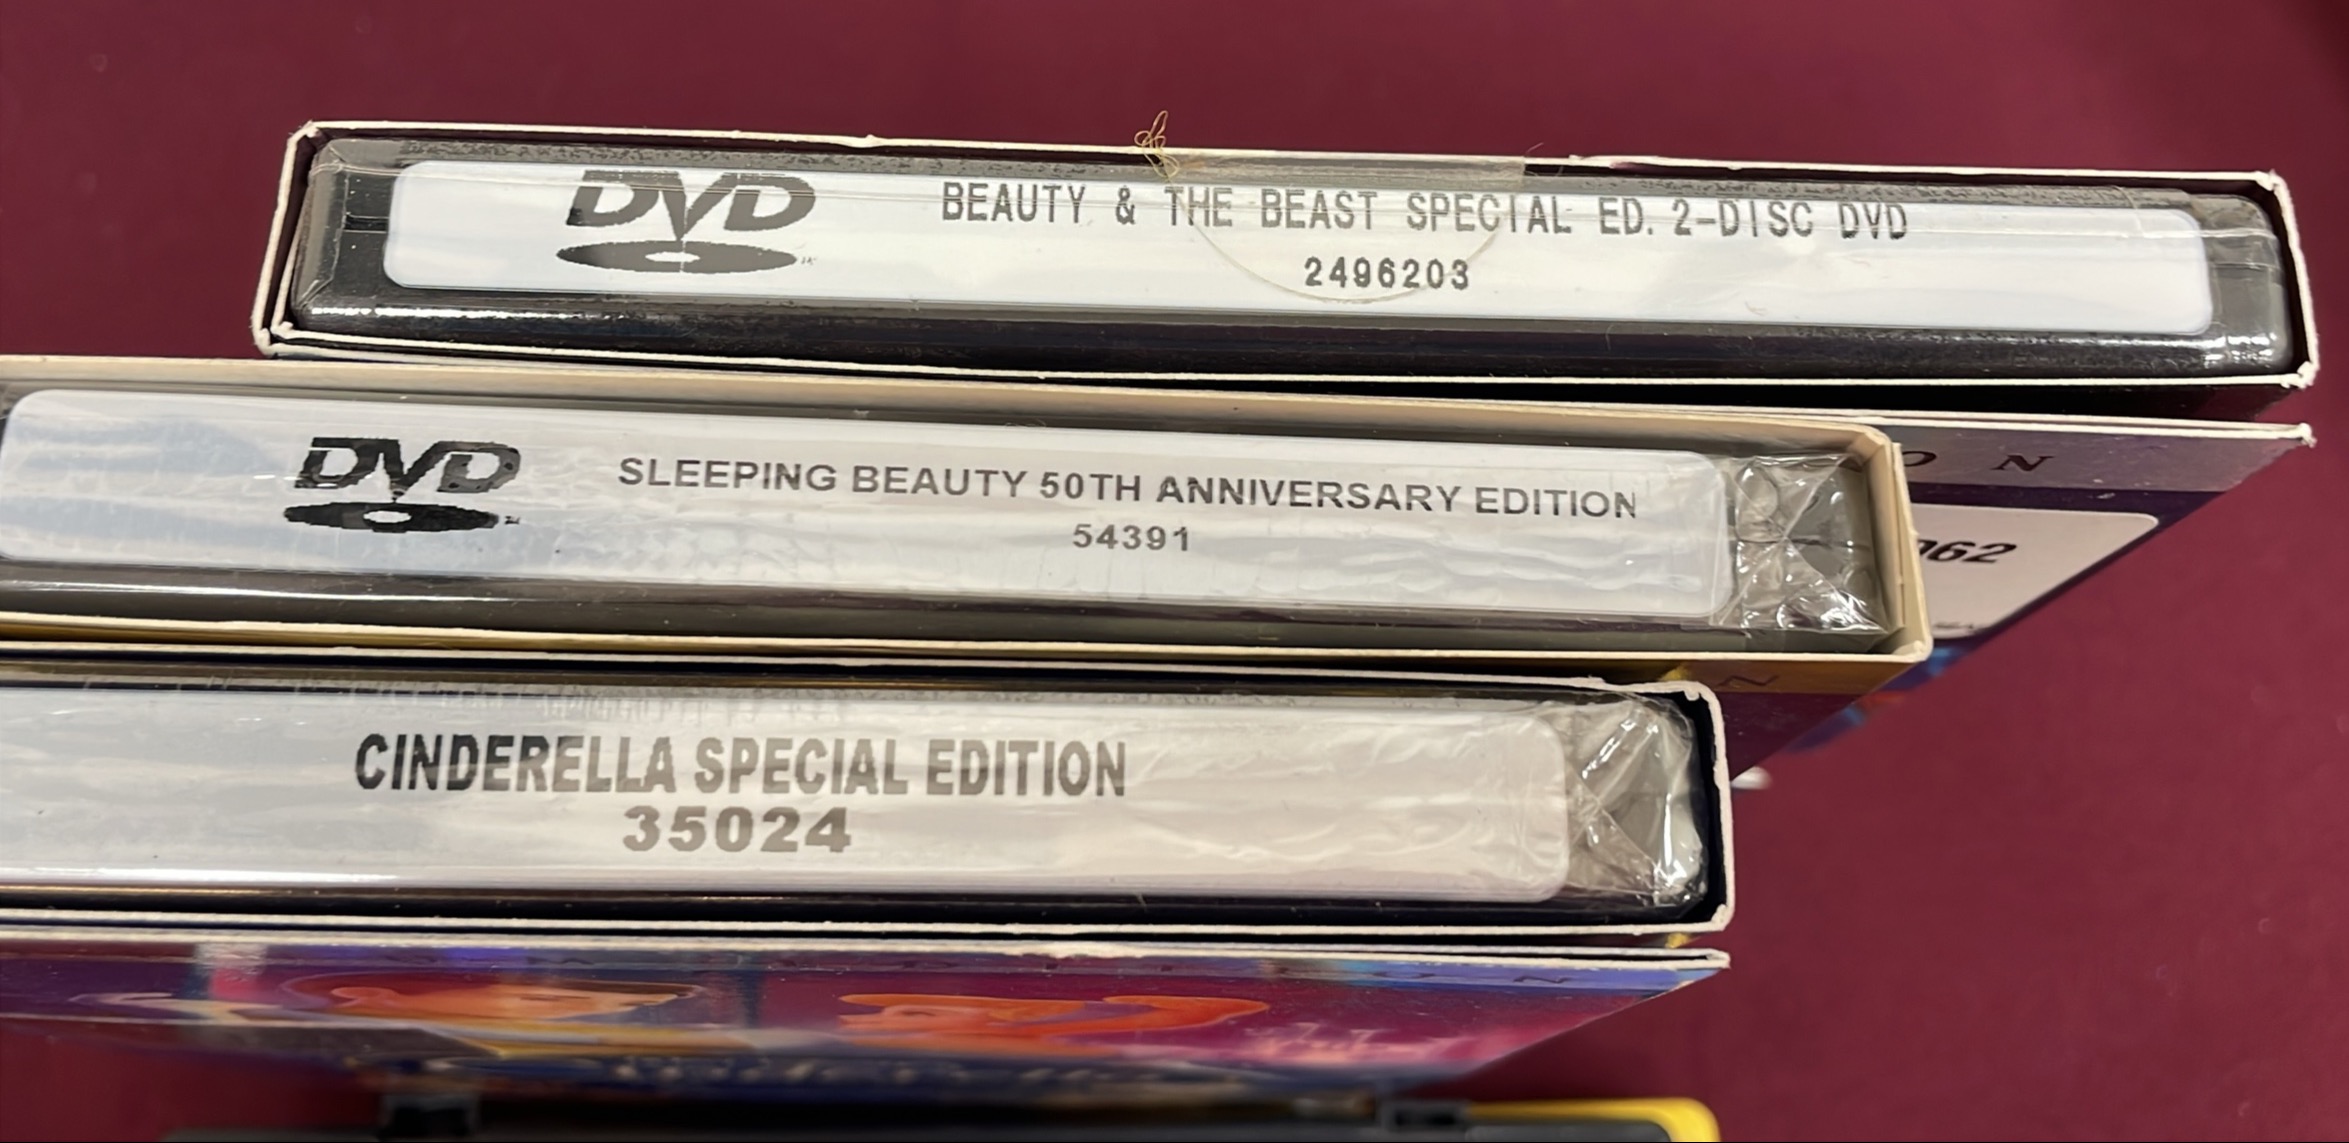 DVD
BEAUTY & THE BEAST SPECIAL ED. 2-DISC DVD
2496203
O N
062
DVD
SLEEPING BEAUTY 50TH ANNIVERSARY EDITION
54391
N
CINDERELLA SPECIAL EDITION
35024